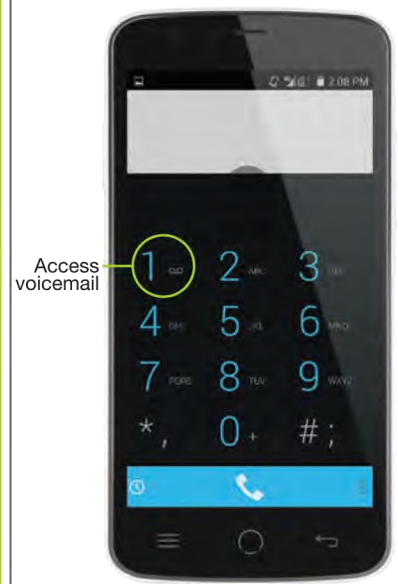 2:08 PM
Access
voicemail
1 2 ABC 3
4 GHI 5 JKL 6 MNO
7 PQRS 8 TUV 9 WXYZ
*, 0 + # ;